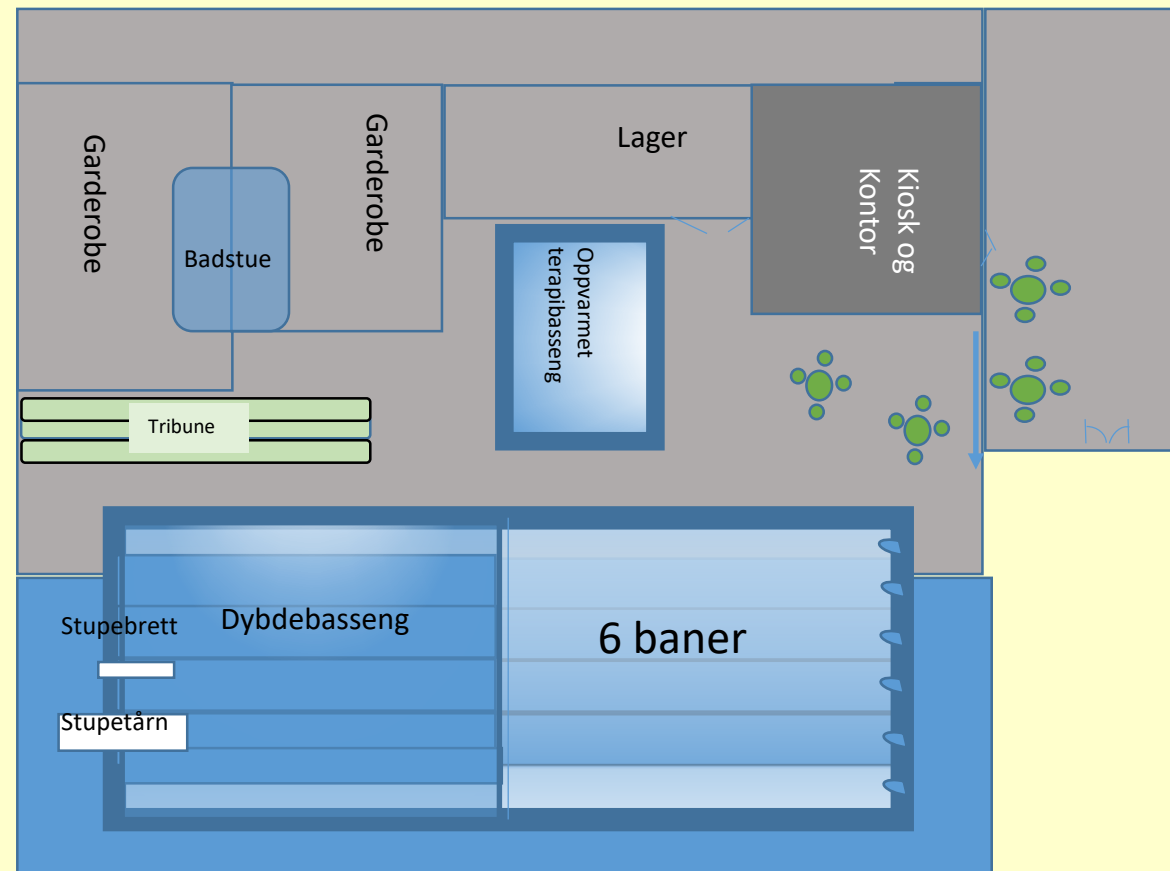 Garderobe
Garderobe
Badstue
Lager
Kiosk og
Kontor
Oppvarmet
terapibasseng
Tribune
Stupebrett
Dybdebasseng
6 baner
Stupetårn